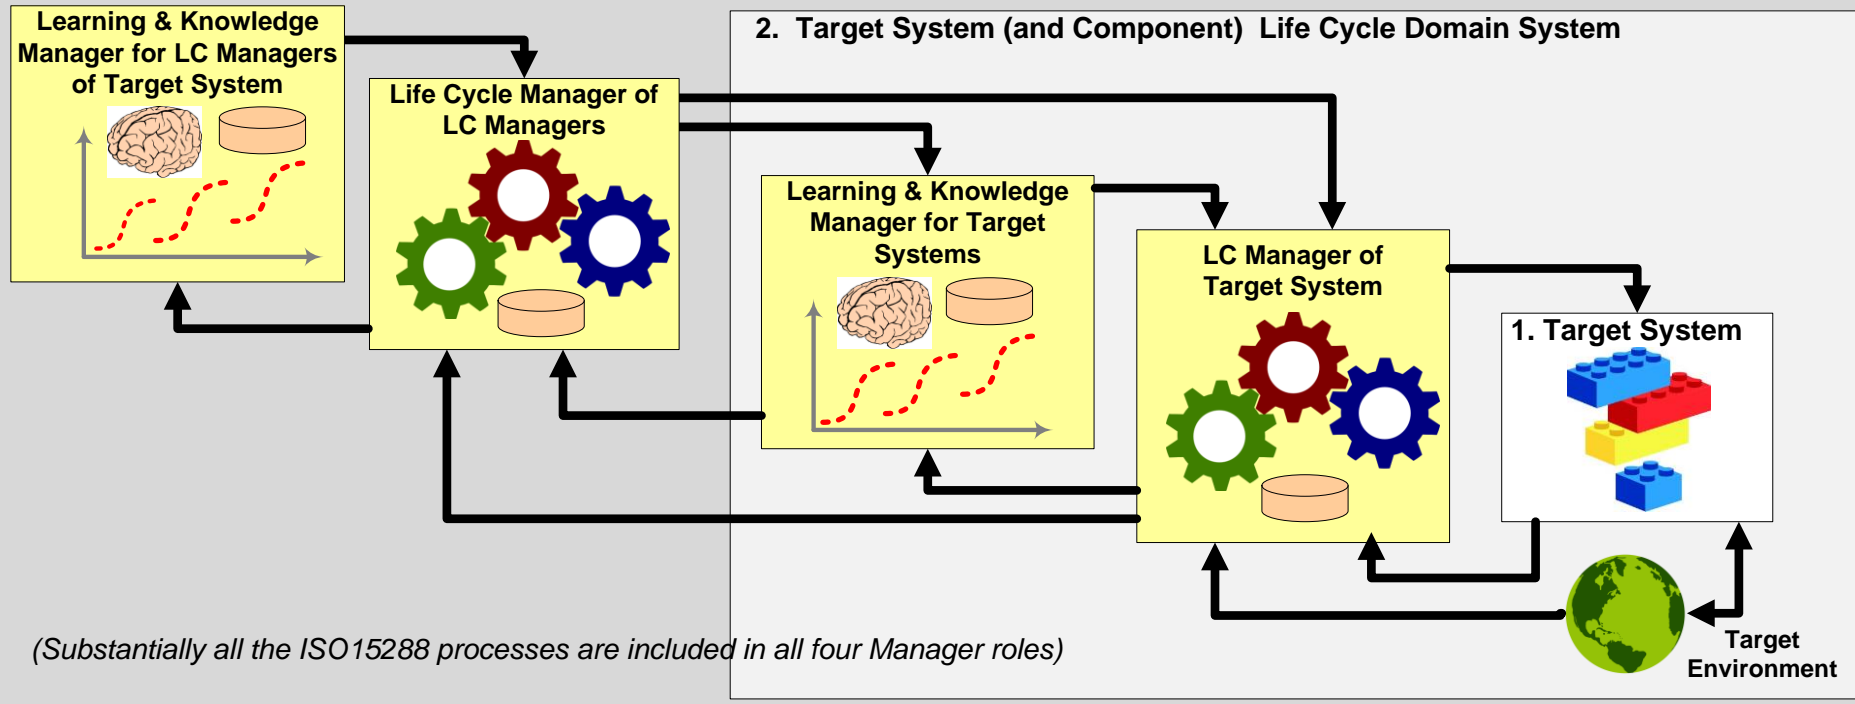 Learning & Knowledge
Manager for LC Managers
of Target System
Life Cycle Manager of
LC Managers
2.  Target System (and Component)  Life Cycle Domain System
Learning & Knowledge
Manager for Target
Systems
LC Manager of
Target System
1. Target System
Target
Environment
(Substantially all the ISO15288 processes are included in all four Manager roles)